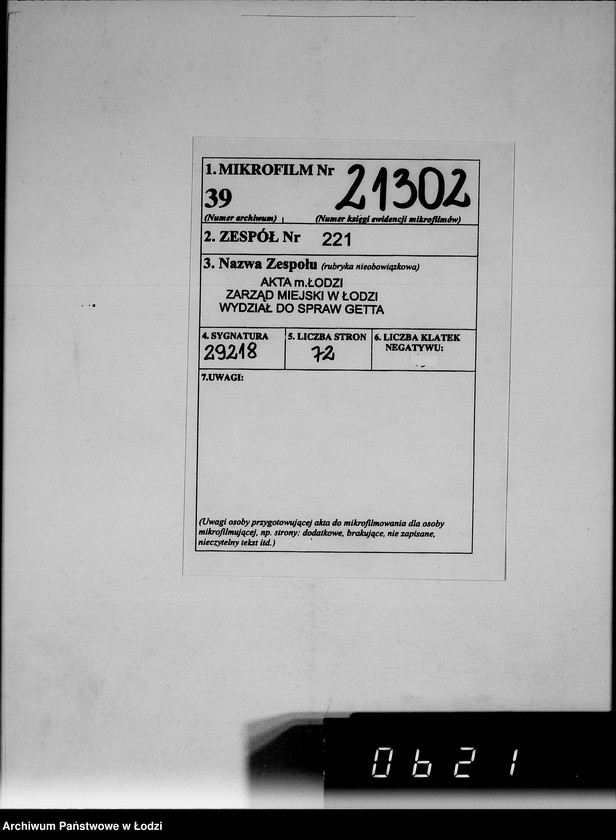 1. MIKROFILM Nr 21302
39
(Numer archiwum) (Numer księgi ewidencji mikrofilmów)
2. ZESPÓŁ Nr 221
3. Nazwa Zespołu (rubryka nieobowiązkowa)
AKTA m.ŁODZI
ZARZĄD MIEJSKI W ŁODZI
WYDZIAŁ DO SPRAW GETTA
4. SYGNATURA 5. LICZBA STRON 6. LICZBA KLATEK
NEGATYWU:
29218 72
7.UWAGI:
(Uwagi osoby przygotowującej akta do mikrofilmowania dla osoby
mikrofilmującej, np. strony: dodatkowe, brakujące, nie zapisane,
nieczytelny tekst itd.)
0621
Archiwum Państwowe w Łodzi